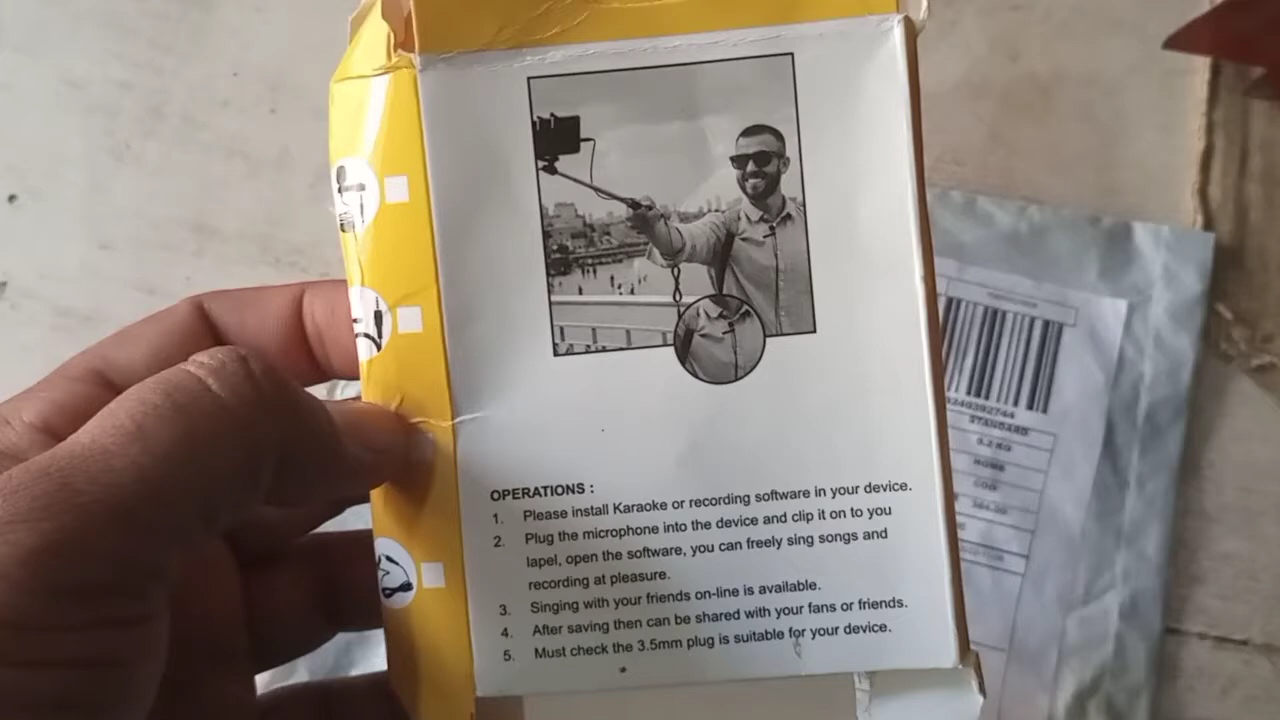 OPERATIONS :
1. Please install Karaoke or recording software in your device.
2. Plug the microphone into the device and clip it on to you
lapel, open the software, you can freely sing songs and
recording at pleasure.
3. Singing with your friends on-line is available.
4. After saving then can be shared with your fans or friends.
5. Must check the 3.5mm plug is suitable for your device.
STANDARD
0.2 KG